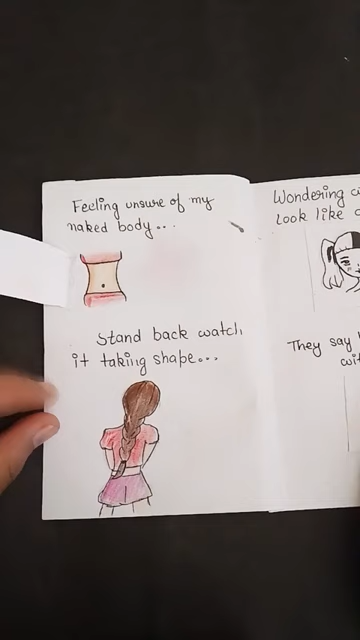 Feeling unsure of my
naked body...
Stand back watch
it taking shape...
Wondering
look like
They say